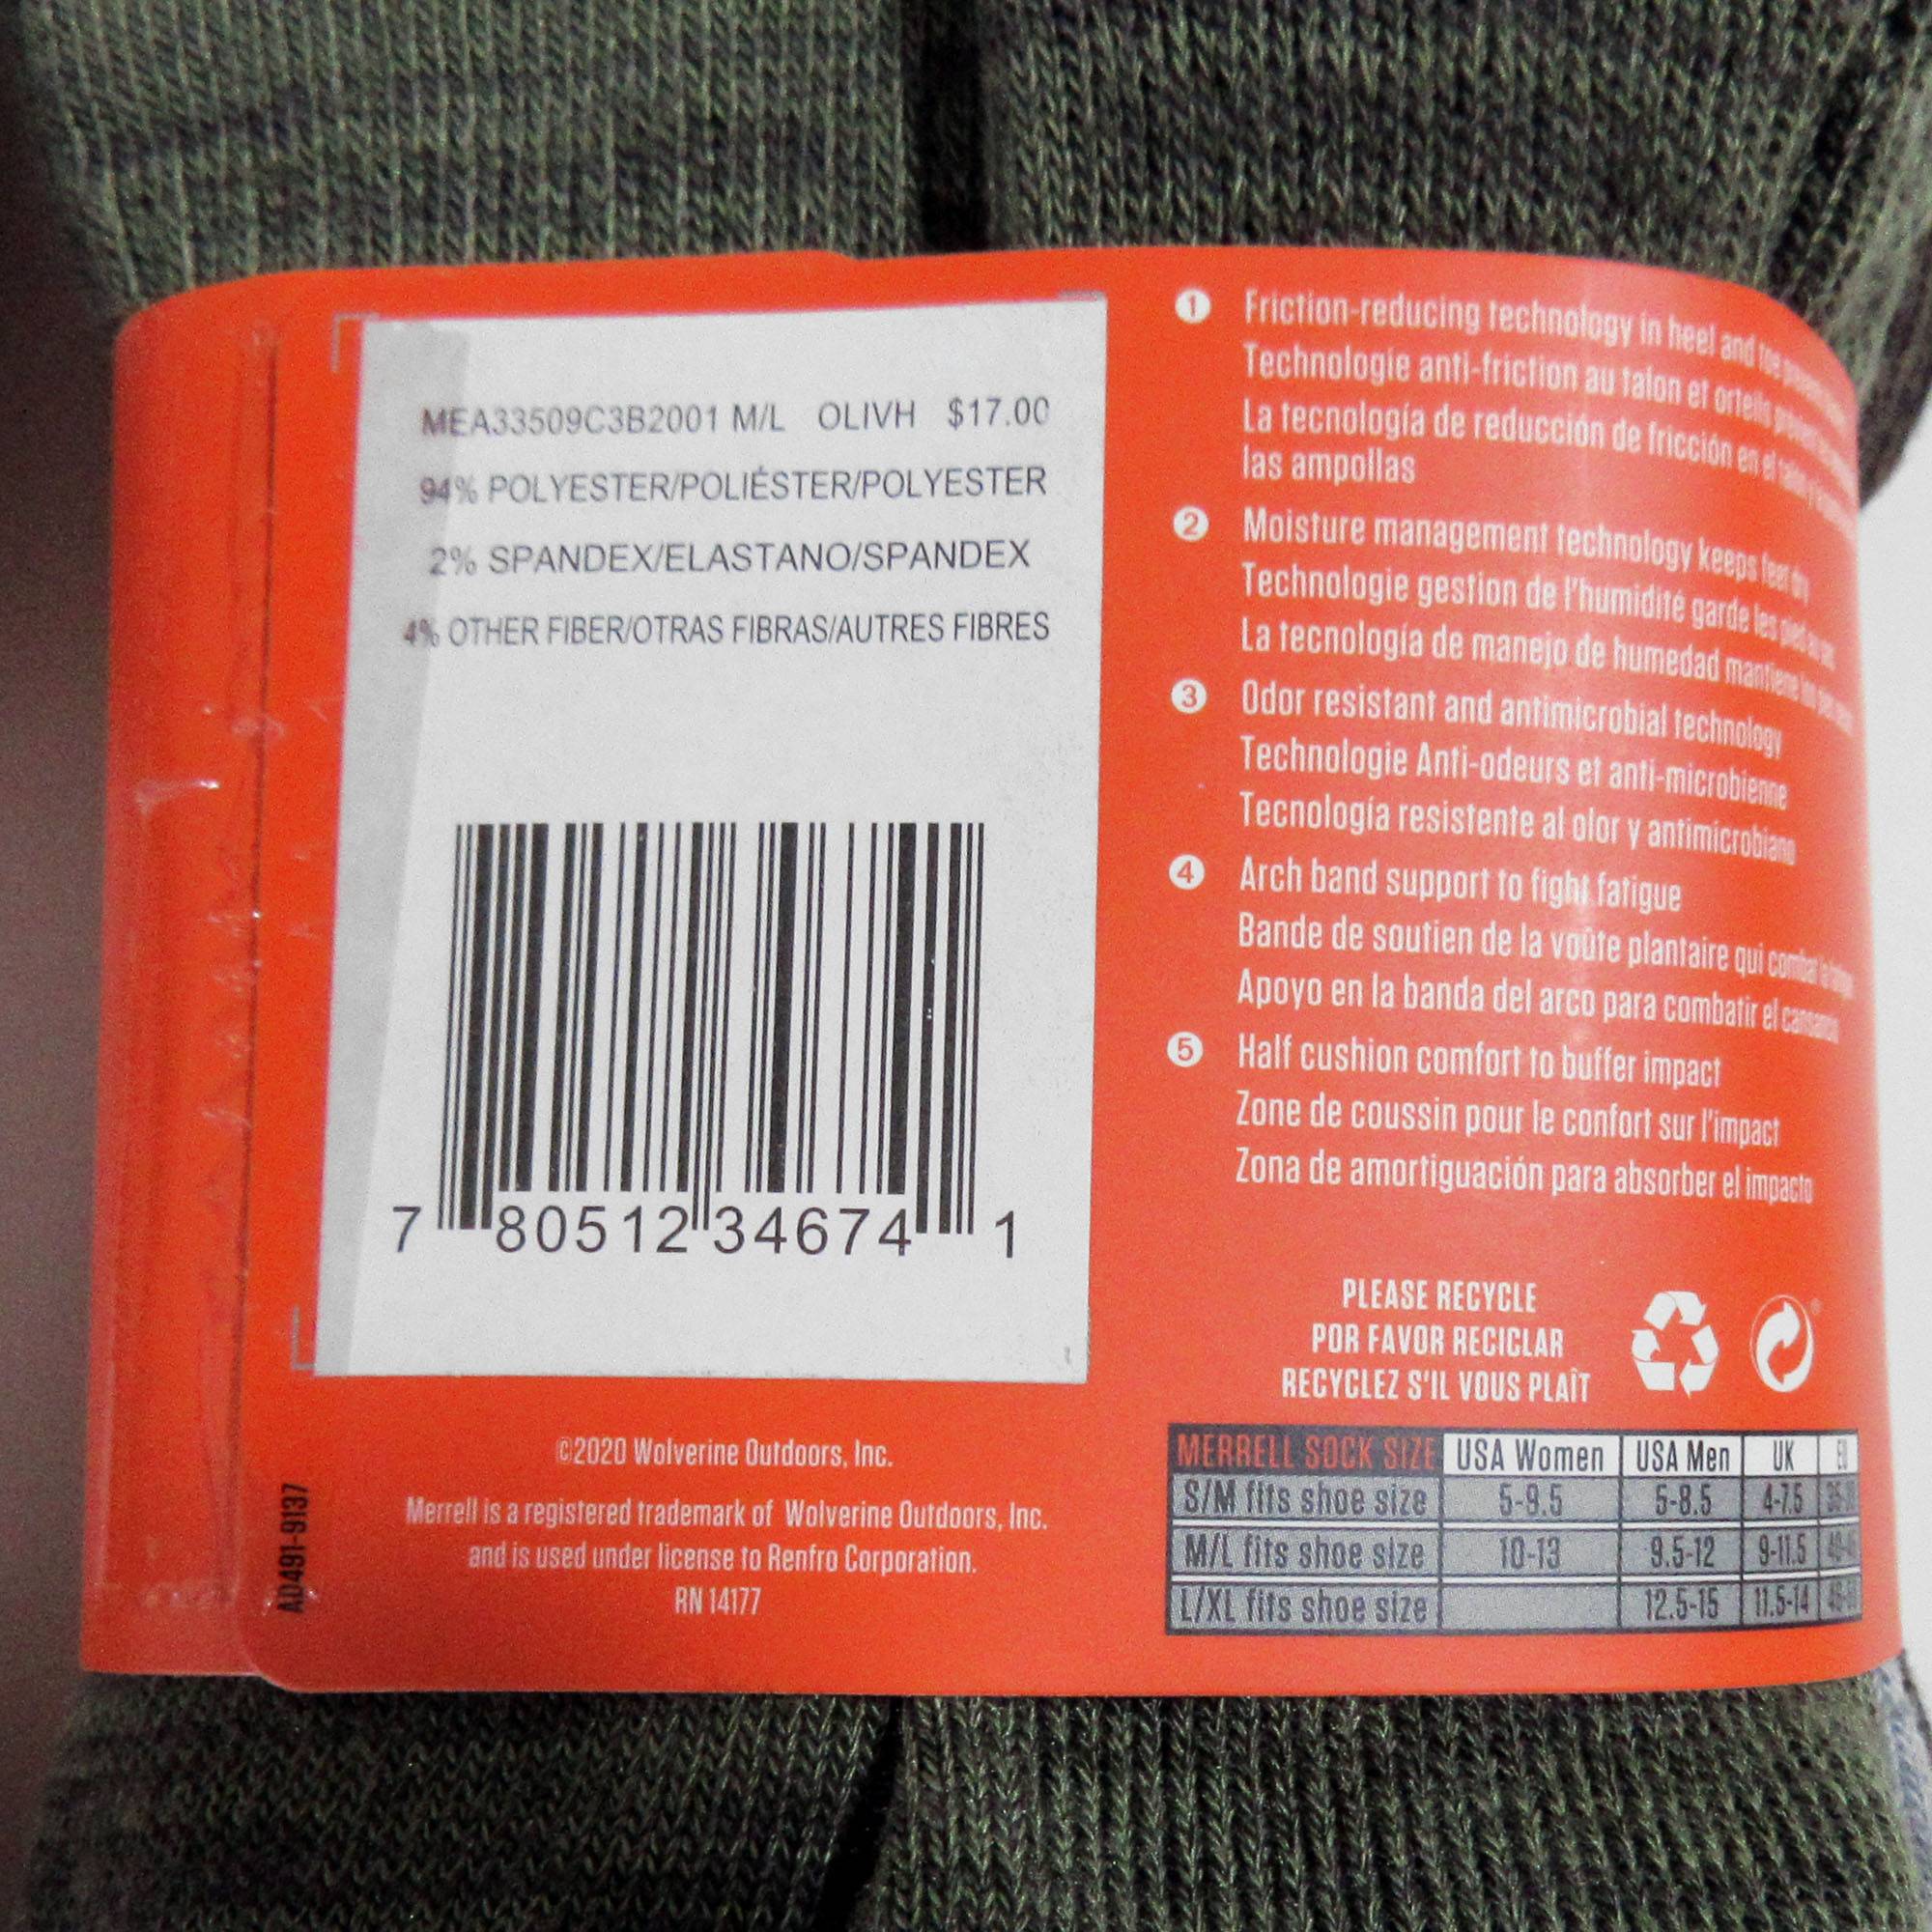 MEA33509C3B2001 M/L OLIVH $17.00
94% POLYESTER/POLIÉSTER/POLYESTER
2% SPANDEX/ELASTANO/SPANDEX
4% OTHER FIBER/OTRAS FIBRAS/AUTRES FIBRES
7 80512 34674 1
©2020 Wolverine Outdoors, Inc.
Merrell is a registered trademark of Wolverine Outdoors, Inc.
and is used under license to Renfro Corporation.
RN 14177
A0491-9137
1 Friction-reducing technology in heel and toe
Technologie anti-friction au talon et orteils
La tecnología de reducción de fricción en el
las ampollas
2 Moisture management technology keeps feet dry
Technologie gestion de l'humidité garde les
La tecnología de manejo de humedad mantiene
3 Odor resistant and antimicrobial technology
Technologie Anti-odeurs et anti-microbienne
Tecnología resistente al olor y antimicrobiano
4 Arch band support to fight fatigue
Bande de soutien de la voûte plantaire qui combat
Apoyo en la banda del arco para combatir el cansancio
5 Half cushion comfort to buffer impact
Zone de coussin pour le confort sur l'impact
Zona de amortiguación para absorber el impacto
PLEASE RECYCLE
POR FAVOR RECICLAR
RECYCLEZ S'IL VOUS PLAÎT
MERRELL SOCK SIZE USA Women USA Men UK EU
S/M fits shoe size 5-9.5 5-8.5 4-7.5
M/L fits shoe size 10-13 9.5-12 9-11.5
L/XL fits shoe size 12.5-15 11.5-14